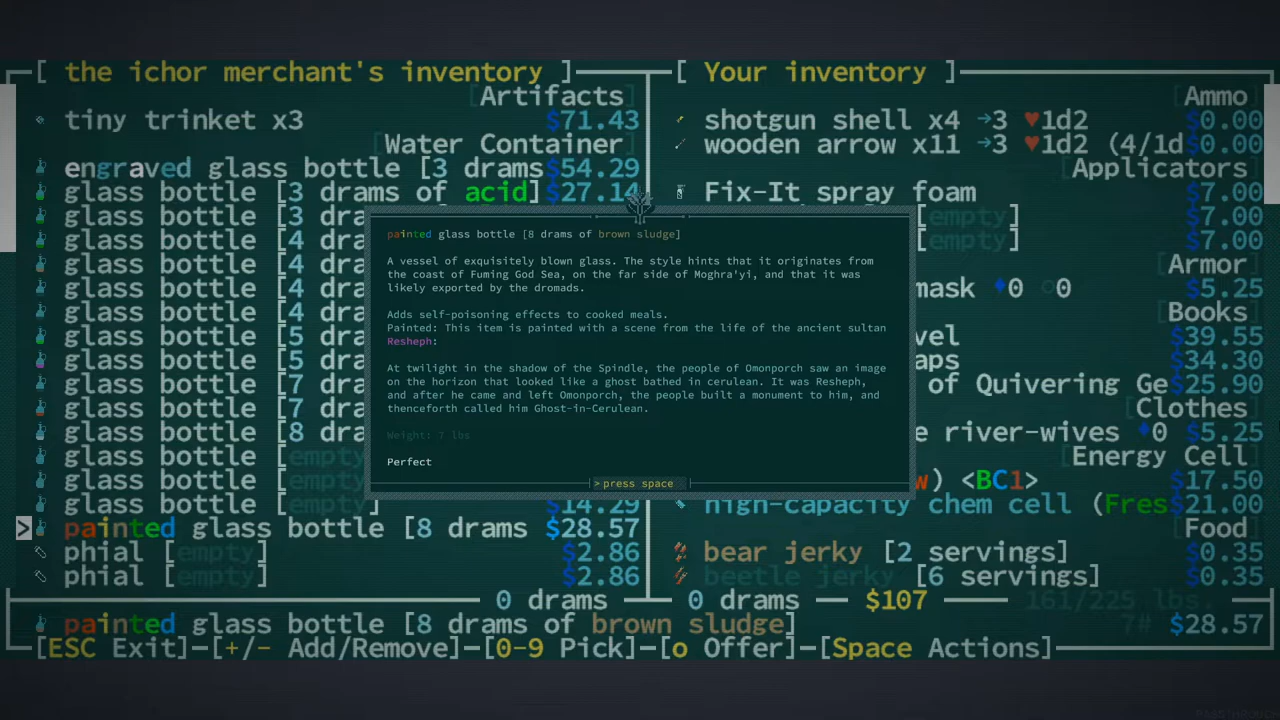 [ the ichor merchant's inventory ]
[Artifacts]
tiny trinket x3 $71.43
[Water Container]
engraved glass bottle [3 drams $54.29
glass bottle [3 drams of acid] $27.14
glass bottle [3 dra
glass bottle [4 dra
glass bottle [4 dra
glass bottle [4 dra
glass bottle [4 dra
glass bottle [5 dra
glass bottle [5 dra
glass bottle [7 dra
glass bottle [7 dra
glass bottle [8 dra
glass bottle [empty
glass bottle [empty]
glass bottle [empty] $14.29
> painted glass bottle [8 drams $28.57
phial [empty] $2.86
phial [empty] $2.86
0 drams
[ Your inventory ]
[Ammo]
shotgun shell x4 →3 ♥1d2 $0.00
wooden arrow x11 →3 ♥1d2 (4/1d $0.00
[Applicators]
Fix-It spray foam $7.00
[empty] $7.00
[empty] $7.00
[Armor]
mask ♦0 ○0 $5.25
[Books]
vel $39.55
aps $34.30
of Quivering Ge $25.90
[Clothes]
e river-wives ♦0 $5.25
[Energy Cell]
w) <BC1> $17.50
high-capacity chem cell (Fres $21.00
[Food]
bear jerky [2 servings] $0.35
beetle jerky [6 servings] $0.35
0 drams — $107 161/225 lbs.
painted glass bottle [8 drams of brown sludge]
A vessel of exquisitely blown glass. The style hints that it originates from
the coast of Fuming God Sea, on the far side of Moghra'yi, and that it was
likely exported by the dromads.
Adds self-poisoning effects to cooked meals.
Painted: This item is painted with a scene from the life of the ancient sultan
Resheph:
At twilight in the shadow of the Spindle, the people of Omonporch saw an image
on the horizon that looked like a ghost bathed in cerulean. It was Resheph,
and after he came and left Omonporch, the people built a monument to him, and
thenceforth called him Ghost-in-Cerulean.
Weight: 7 lbs
Perfect
>press space
painted glass bottle [8 drams of brown sludge] 7# $28.57
[ESC Exit]—[+/- Add/Remove]—[0-9 Pick]—[o Offer]—[Space Actions]